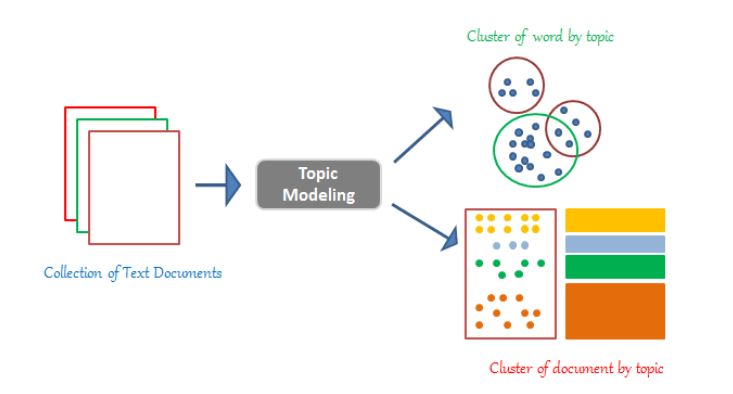 Cluster of word by topic
Topic
Modeling
Collection of Text Documents
Cluster of document by topic